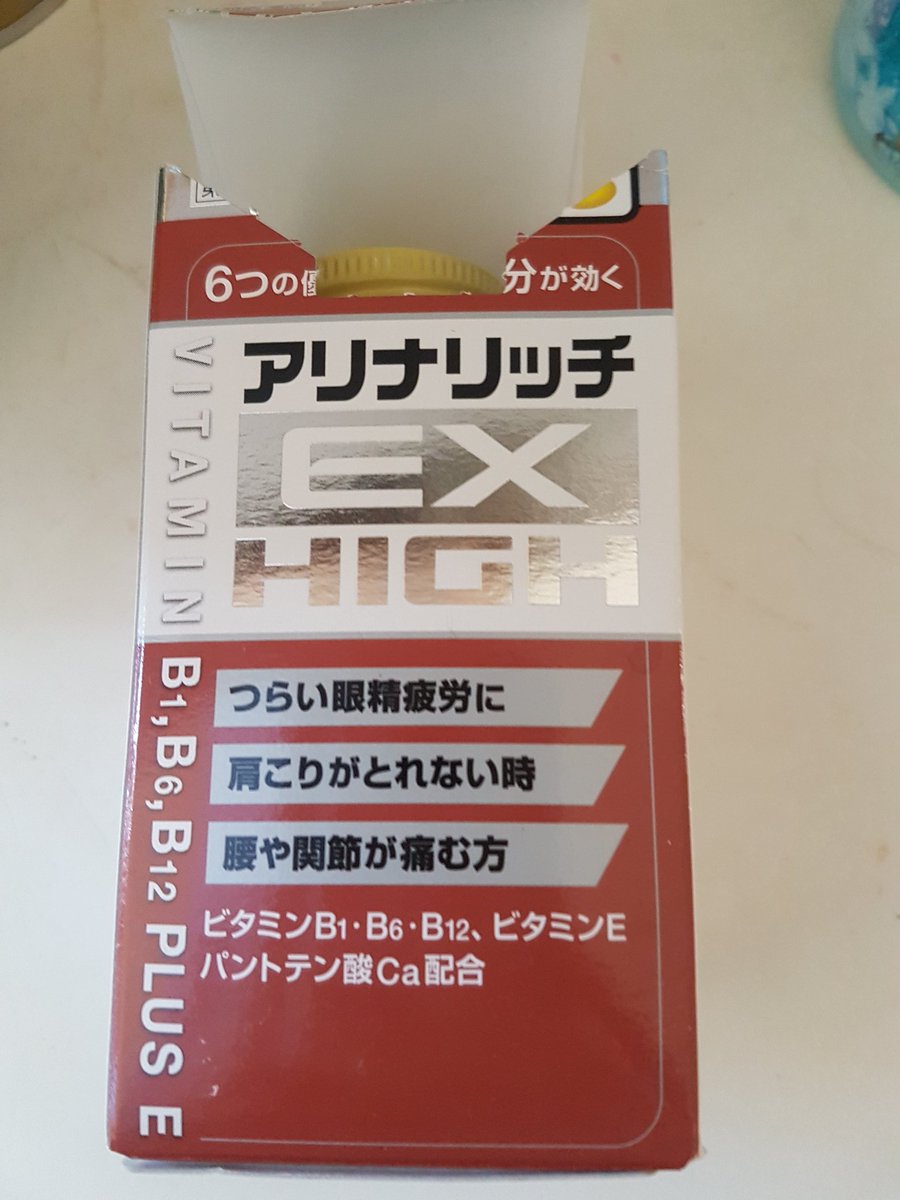 6つの
分が効く
アリナリッチ
EX
HIGH
VITAMIN B1, B6, B12 PLUS E
つらい眼精疲労に
肩こりがとれない時
腰や関節が痛む方
ビタミンB1・B6・B12、ビタミンE
パントテン酸Ca配合